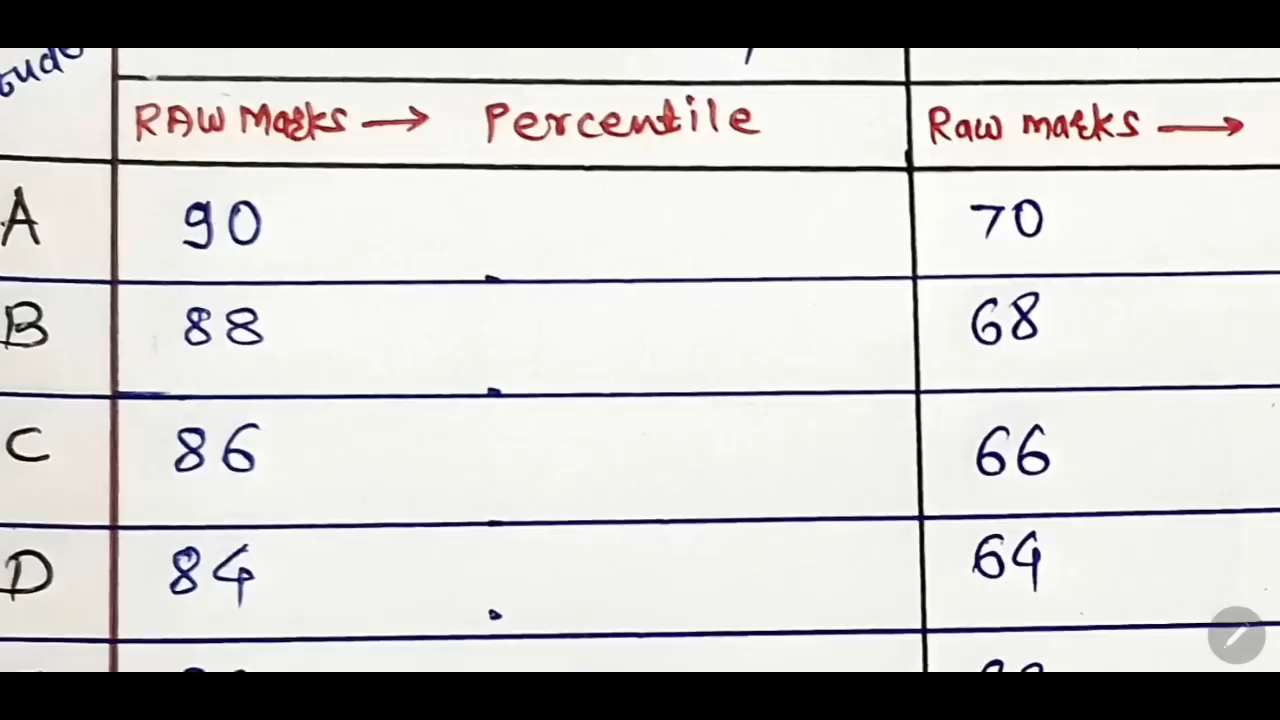 RAW Marks → Percentile Raw marks →
A 90 70
B 88 68
C 86 66
D 84 64